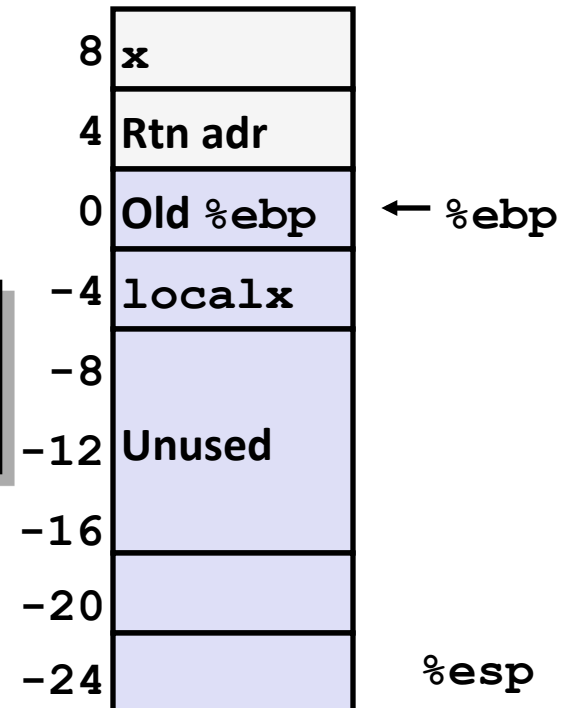 8 x
4 Rtn adr
0 Old %ebp ← %ebp
-4 localx
-8
-12 Unused
-16
-20
-24 %esp